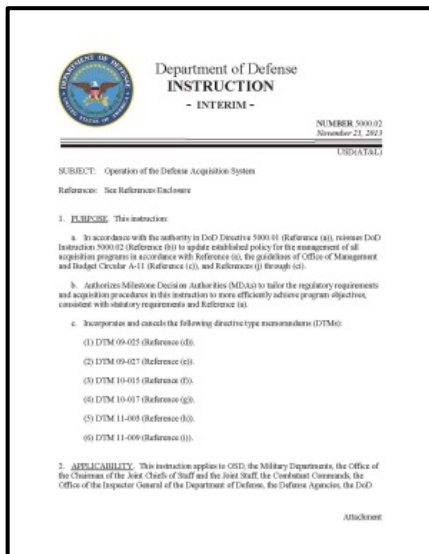 Department of Defense
INSTRUCTION
- INTERIM -
NUMBER 5000.02
November 25, 2013
USD(AT&L)
SUBJECT: Operation of the Defense Acquisition System
References: See References Enclosure
1. PURPOSE. This instruction:
a. In accordance with the authority in DoD Directive 5000.01 (Reference (a)), reissues DoD
Instruction 5000.02 (Reference (b)) to update established policy for the management of all
acquisition programs in accordance with Reference (a), the guidelines of Office of Management
and Budget Circular A-11 (Reference (c)), and References (j) through
b. Authorizes Milestone Decision Authorities (MDAs) to tailor the regulatory requirements
and acquisition procedures in this instruction to more efficiently achieve program objectives,
consistent with statutory requirements and Reference (a).
c. Incorporates and cancels the following directive type memorandums (DTMs):
(1) DTM 09-025 (Reference (d)).
(2) DTM 09-027 (Reference (e)).
(3) DTM 10-015 (Reference (f)).
(4) DTM 10-017 (Reference (g)).
(5) DTM 11-003 (Reference (h)).
(6) DTM 11-009 (Reference (i)).
2. APPLICABILITY. This instruction applies to OSD, the Military Departments, the Office of
the Chairman of the Joint Chiefs of Staff and the Joint Staff, the Combatant Commands, the
Office of the Inspector General of the Department of Defense, the Defense Agencies, the DoD
Attachment